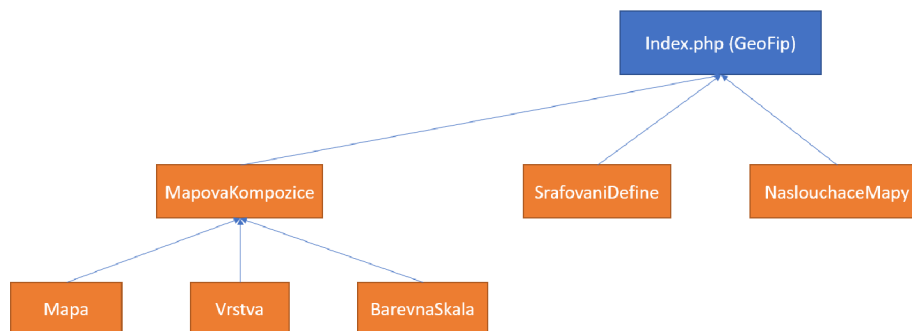 Index.php (GeoFip)
MapovaKompozice
SrafovaniDefine
NaslouchaceMapy
Mapa
Vrstva
BarevnaSkala